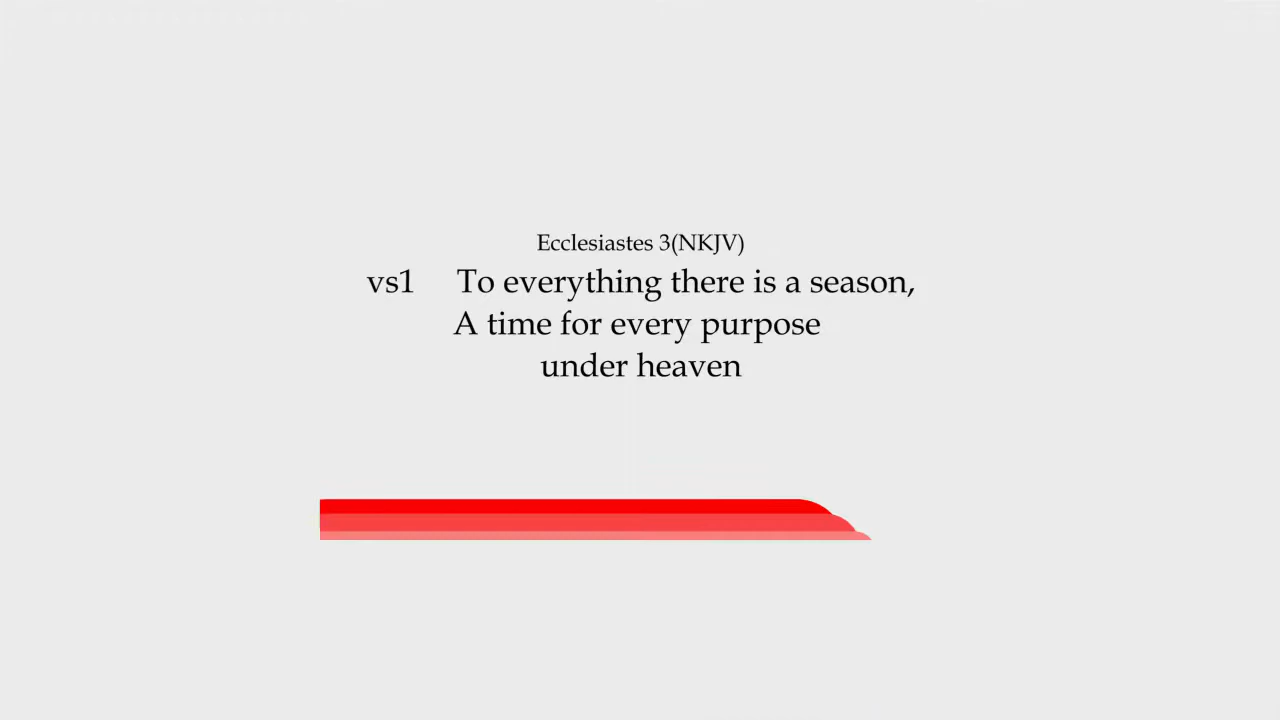 Ecclesiastes 3(NKJV)
vs1 To everything there is a season,
A time for every purpose
under heaven